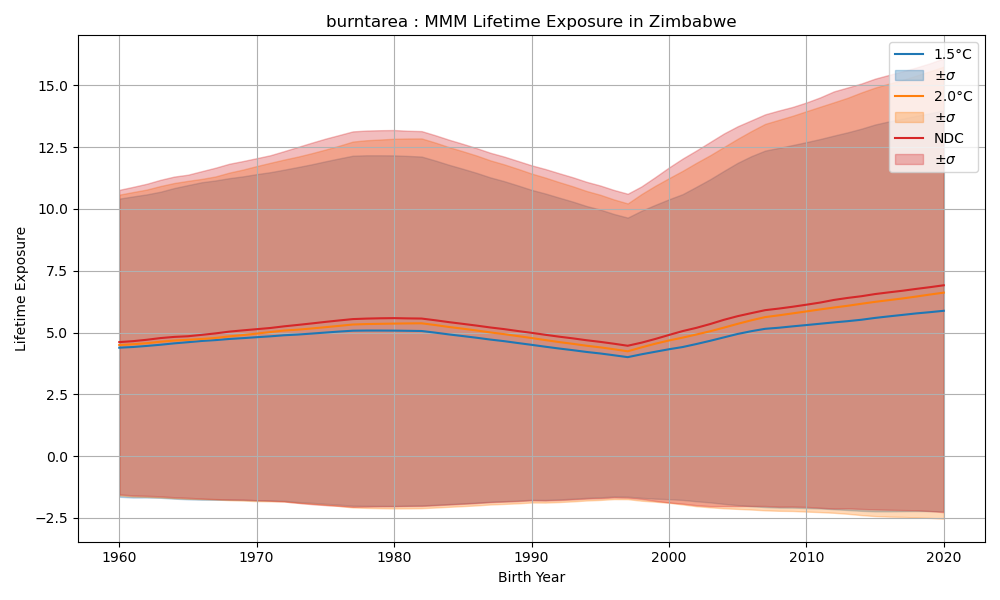 burntarea : MMM Lifetime Exposure in Zimbabwe
Lifetime Exposure
15.0
12.5
10.0
7.5
5.0
2.5
0.0
−2.5
1960
1970
1980
1990
2000
2010
2020
Birth Year
1.5°C
±σ
2.0°C
±σ
NDC
±σ